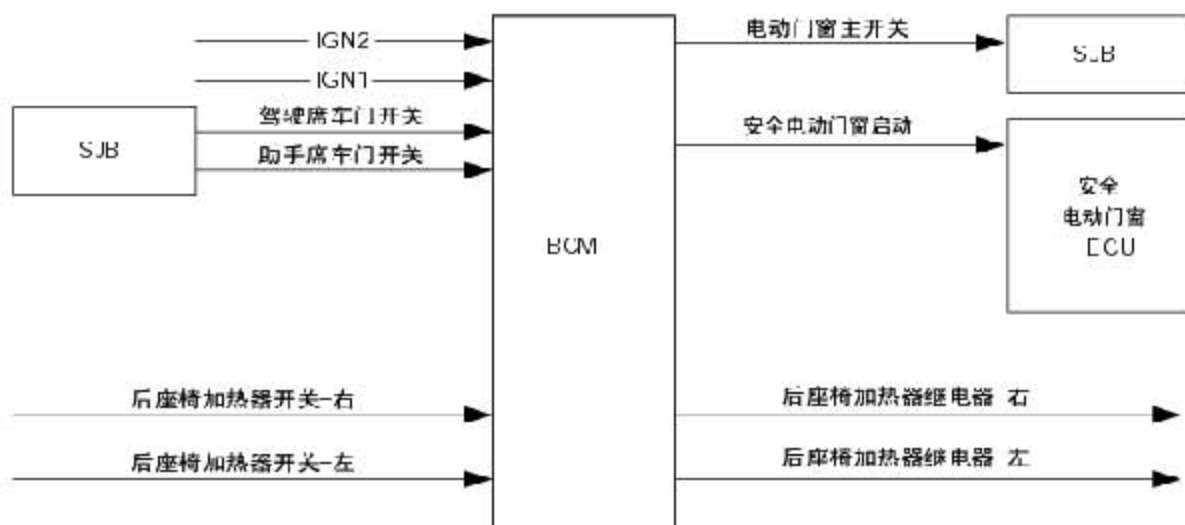 IGN2
IGN1
驾驶席车门开关
助手席车门开关
SJB
BCM
电动门窗主开关
SJB
安全电动门窗启动
安全
电动门窗
ECU
后座椅加热器开关-右
后座椅加热器开关-左
后座椅加热器继电器 右
后座椅加热器继电器 左